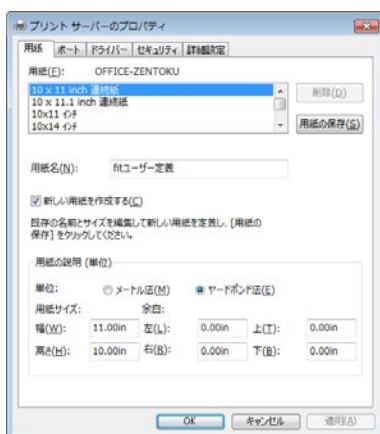 プリント サーバーのプロパティ
用紙 ポート ドライバー セキュリティ 詳細設定
用紙(F): OFFICE-ZENTOKU
10 x 11 inch 連続紙
10 x 11.1 inch 連続紙
10x11 インチ
10x14 インチ
削除(D)
用紙の保存(S)
用紙名(N): fitユーザー定義
新しい用紙を作成する(C)
既存の名前とサイズを編集して新しい用紙を定義し、[用紙の
保存] をクリックしてください。
用紙の説明 (単位)
単位: メートル法(M) ヤードポンド法(E)
用紙サイズ: 余白:
幅(W): 11.00in 左(L): 0.00in 上(T): 0.00in
高さ(H): 10.00in 右(R): 0.00in 下(B): 0.00in
OK キャンセル 適用(A)